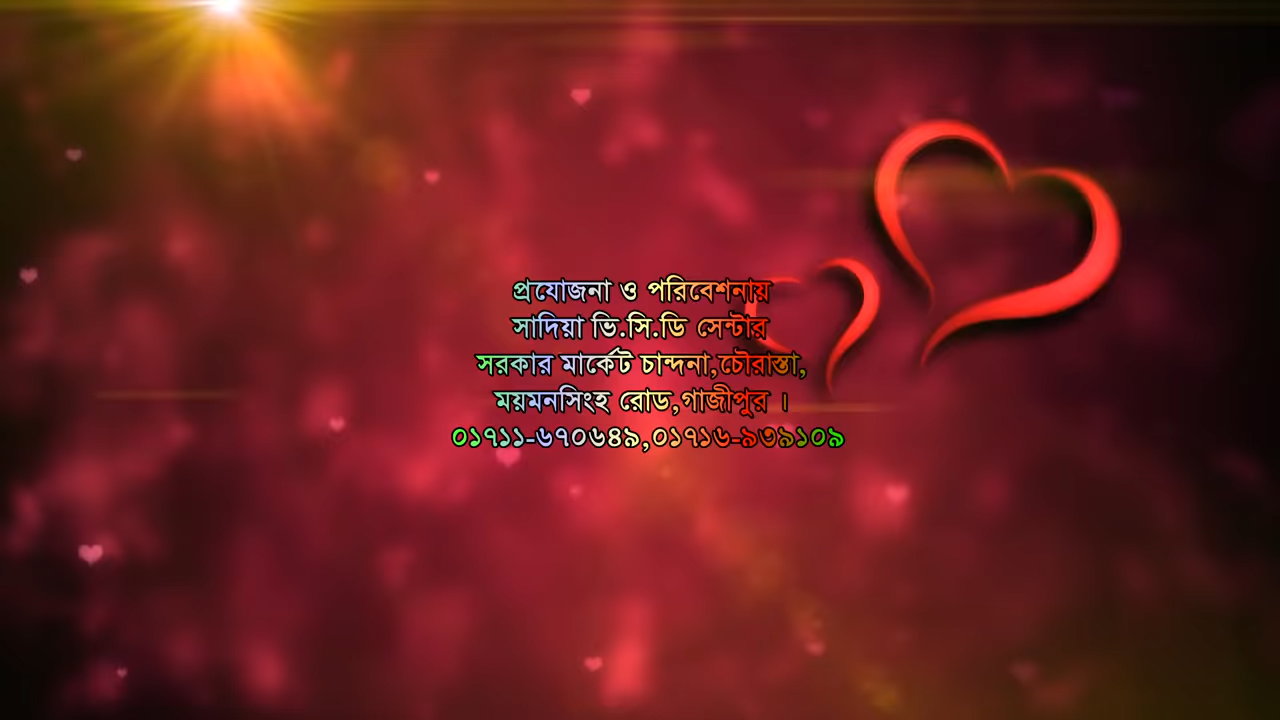 প্রযোজনা ও পরিবেশনায়
সাদিয়া ভি.সি.ডি সেন্টার
সরকার মার্কেট চান্দনা,চৌরাস্তা,
ময়মনসিংহ রোড,গাজীপুর ।
০১৭১১-৬৭০৬৪৯,০১৭১৬-৯৩৯১০৯